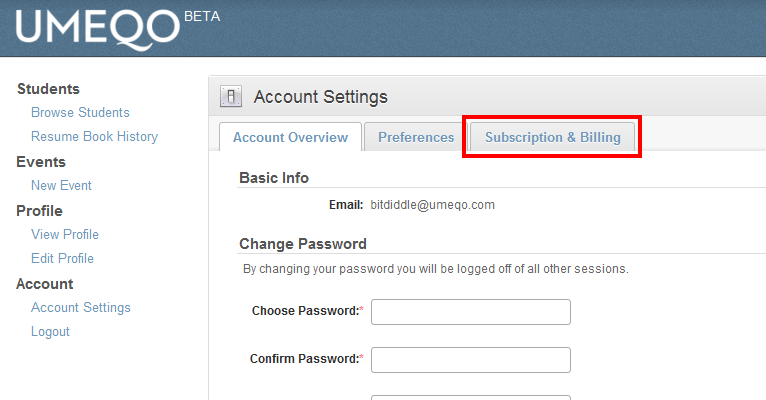 UMEQO BETA
Students
Browse Students
Resume Book History
Events
New Event
Profile
View Profile
Edit Profile
Account
Account Settings
Logout
Account Settings
Account Overview Preferences Subscription & Billing
Basic Info
Email: bitdiddle@umeqo.com
Change Password
By changing your password you will be logged off of all other sessions.
Choose Password:*
Confirm Password:*